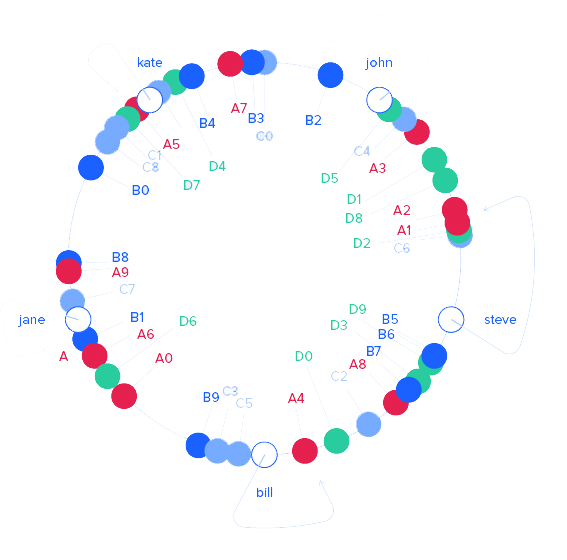 kate
john
A7
B3
C0
B2
B4
A5
C1
C8
D4
D7
C4
A3
D5
B0
D1
D8
A2
A1
D2
C6
B8
A9
C7
jane
B1
A6
D6
A
A0
steve
D9
B5
D3
B6
B7
A8
D0
C2
B9
C3
C5
A4
bill